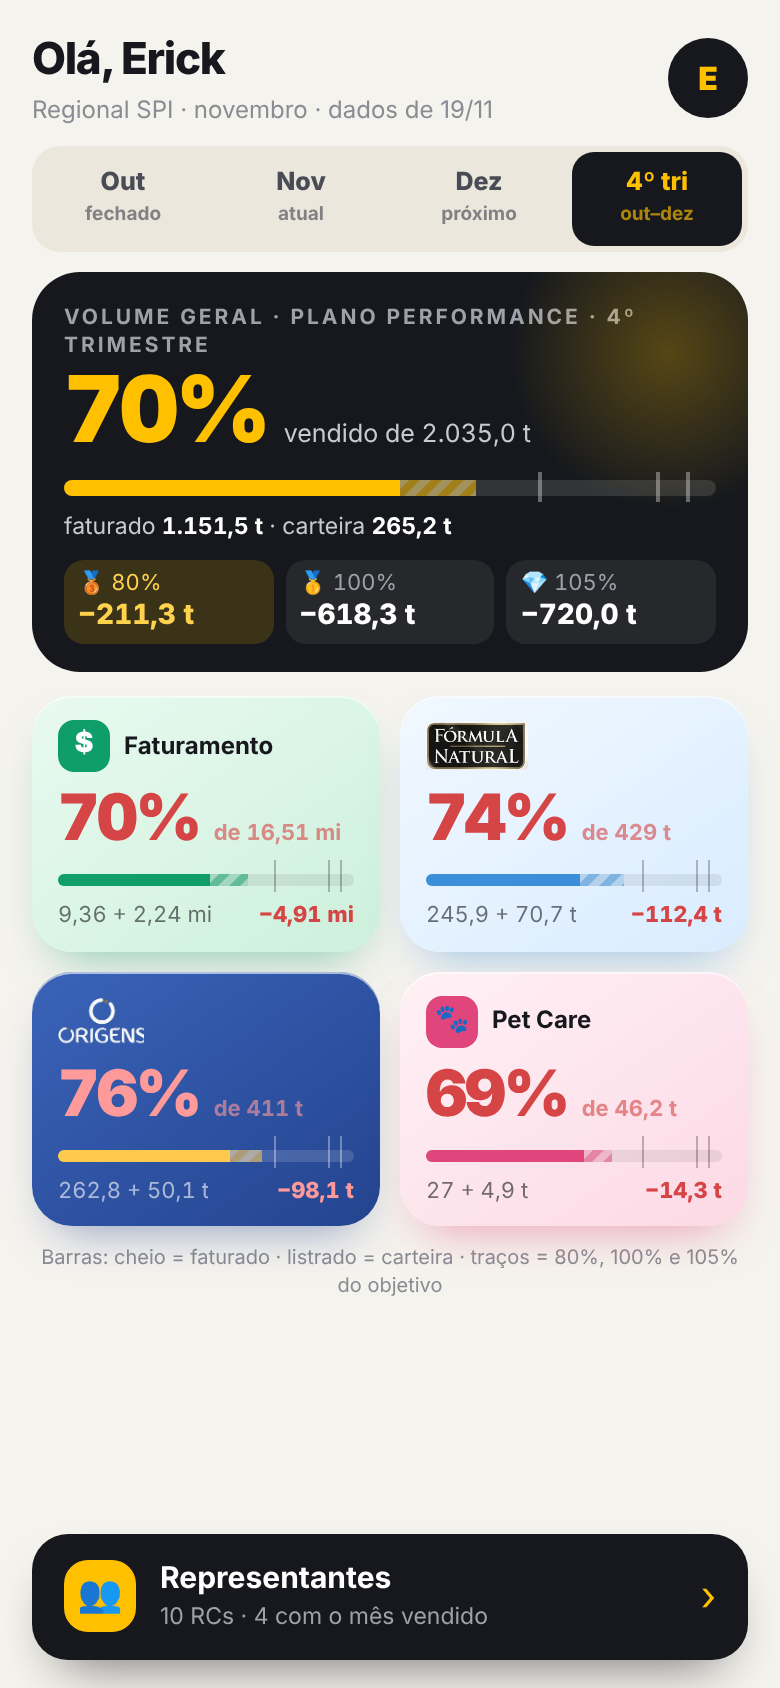 Olá, Erick
E
Regional SPI · novembro · dados de 19/11
Out
fechado
Nov
atual
Dez
próximo
4º tri
out–dez
VOLUME GERAL · PLANO PERFORMANCE · 4º
TRIMESTRE
70% vendido de 2.035,0 t
faturado 1.151,5 t · carteira 265,2 t
80%
−211,3 t
100%
−618,3 t
105%
−720,0 t
$ Faturamento
70% de 16,51 mi
9,36 + 2,24 mi −4,91 mi
FÓRMULA
NATURAL
74% de 429 t
245,9 + 70,7 t −112,4 t
ORIGENS
76% de 411 t
262,8 + 50,1 t −98,1 t
Pet Care
69% de 46,2 t
27 + 4,9 t −14,3 t
Barras: cheio = faturado · listrado = carteira · traços = 80%, 100% e 105%
do objetivo
Representantes
10 RCs · 4 com o mês vendido
›